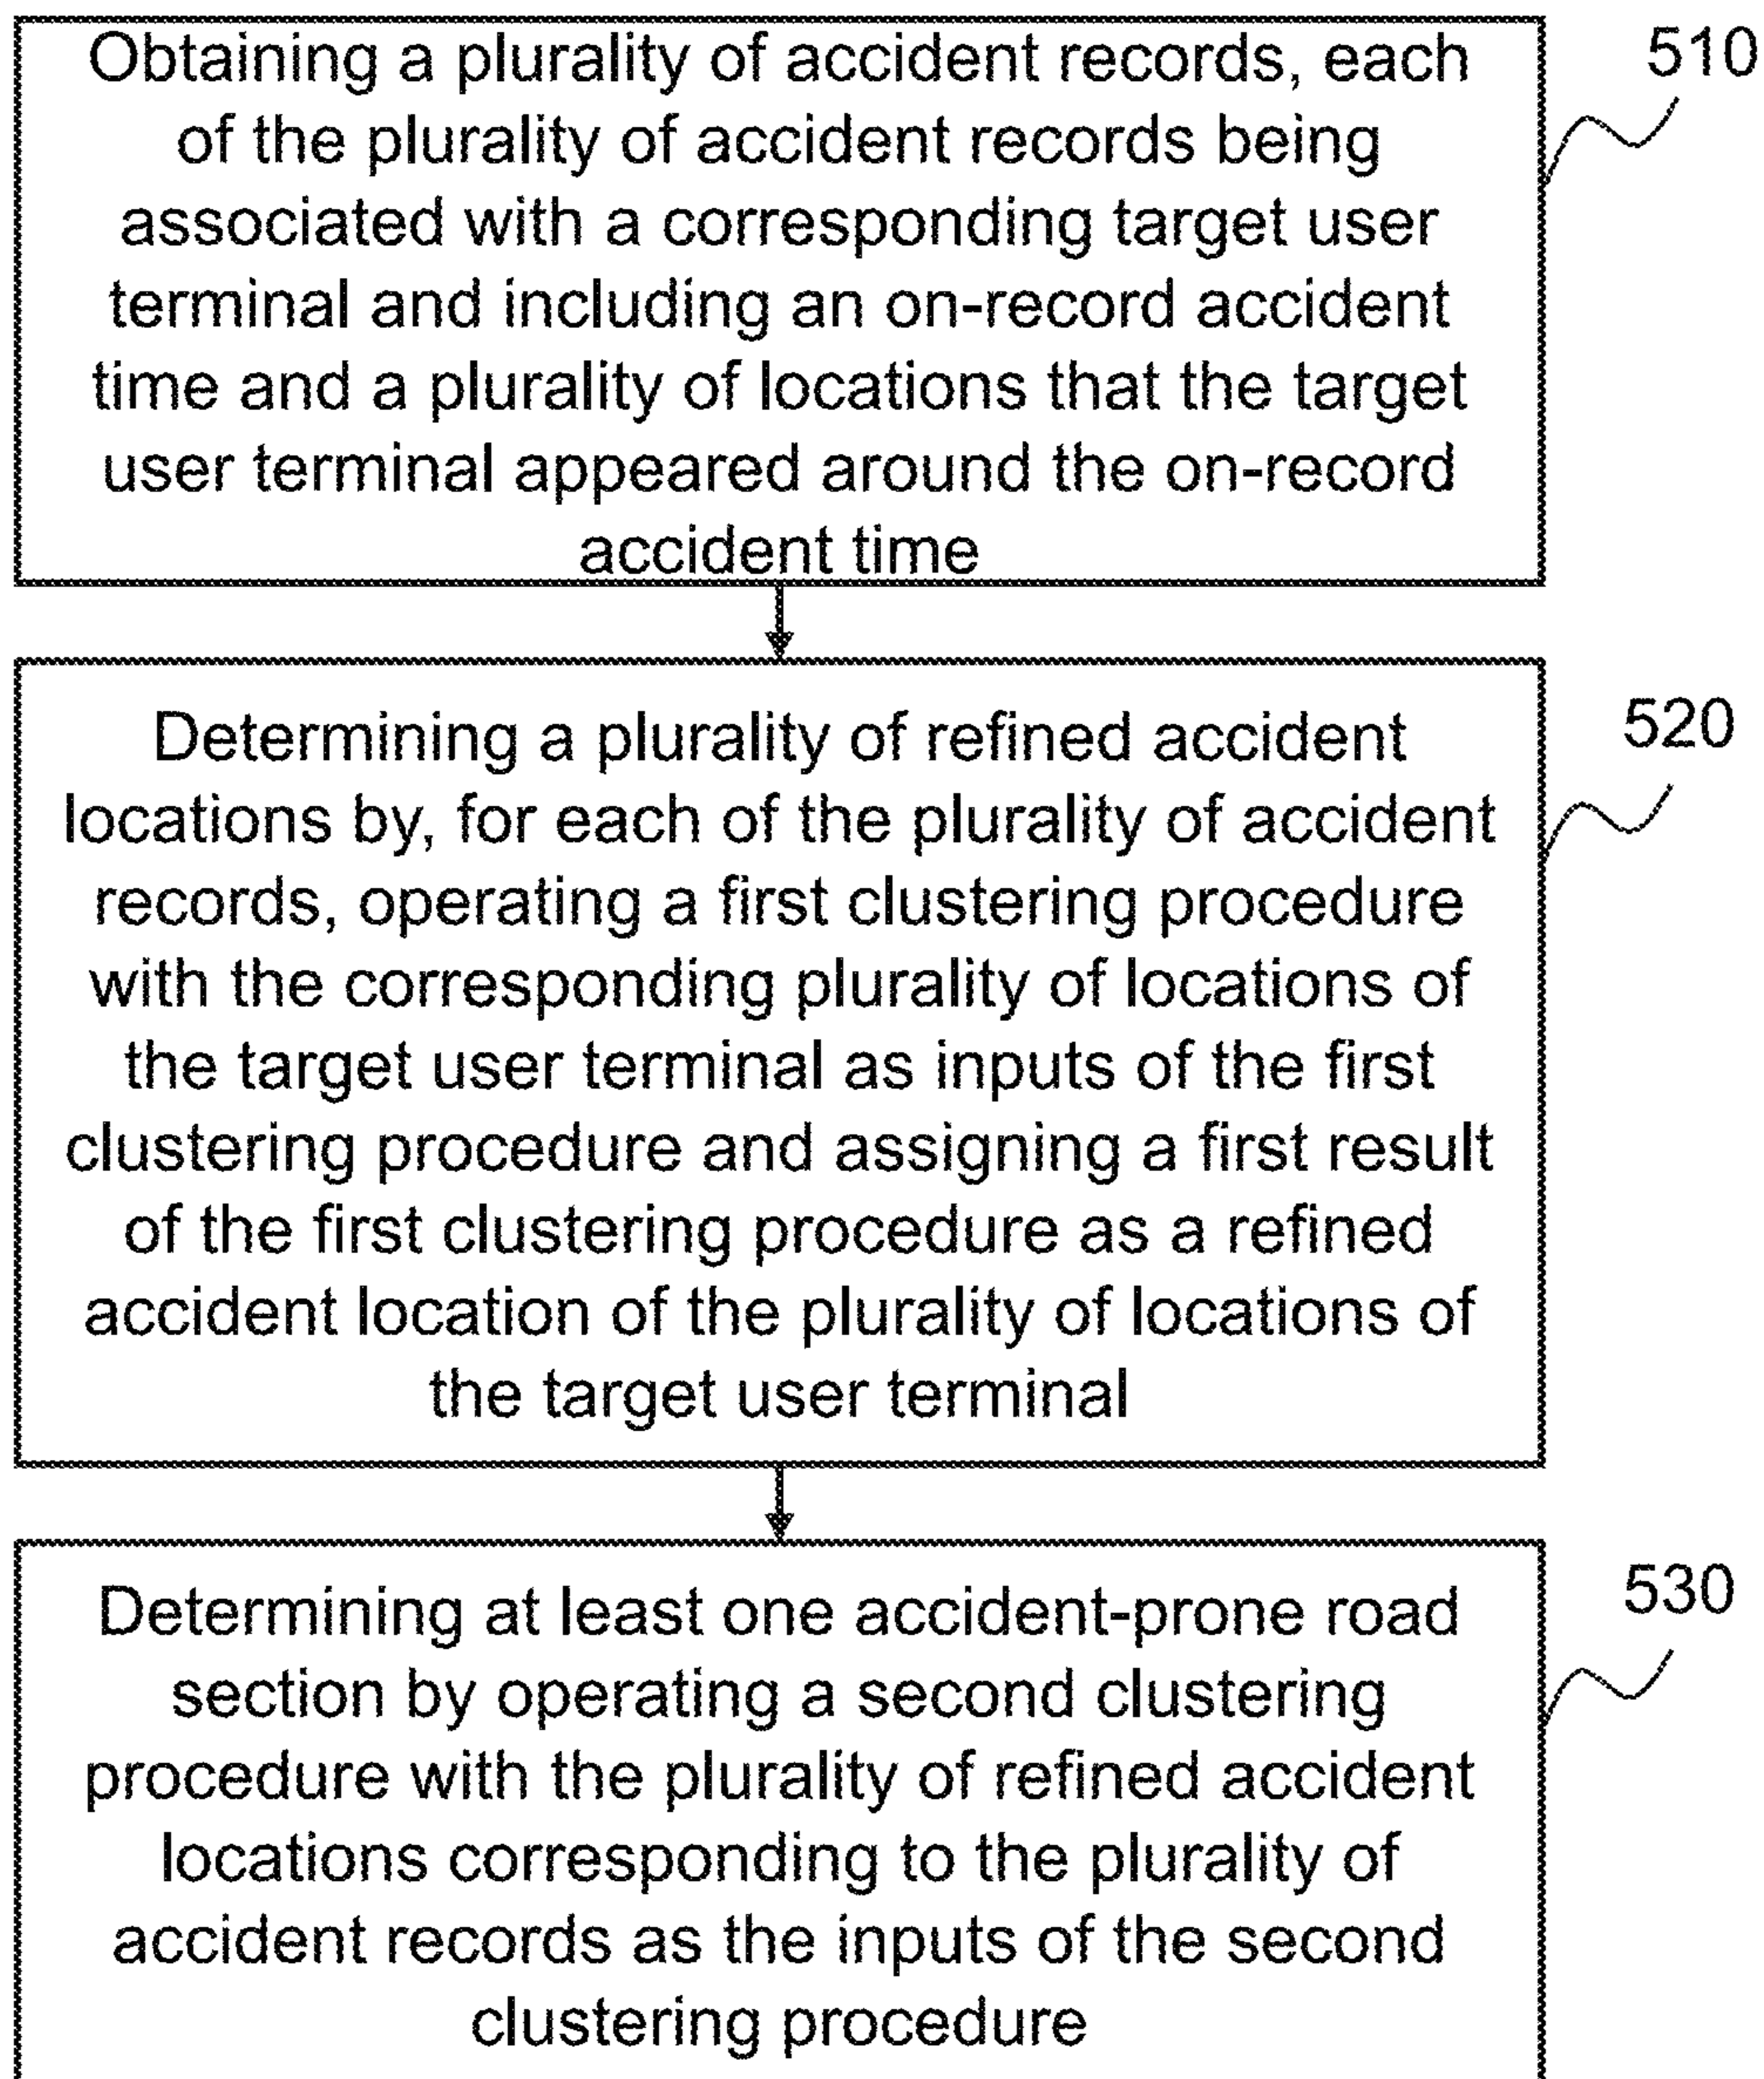 Obtaining a plurality of accident records, each
of the plurality of accident records being
associated with a corresponding target user
terminal and including an on-record accident
time and a plurality of locations that the target
user terminal appeared around the on-record
accident time
510
Determining a plurality of refined accident
locations by, for each of the plurality of accident
records, operating a first clustering procedure
with the corresponding plurality of locations of
the target user terminal as inputs of the first
clustering procedure and assigning a first result
of the first clustering procedure as a refined
accident location of the plurality of locations of
the target user terminal
520
Determining at least one accident-prone road
section by operating a second clustering
procedure with the plurality of refined accident
locations corresponding to the plurality of
accident records as the inputs of the second
clustering procedure
530